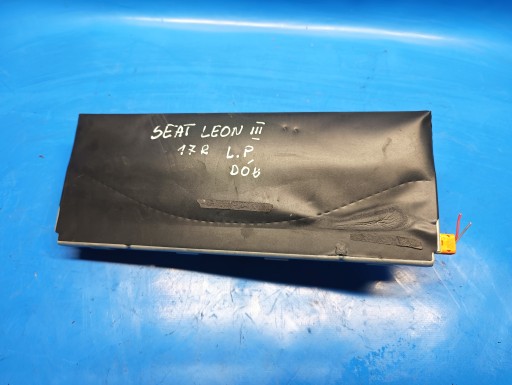 SEAT LEON III
17R L.P
DÓŁ